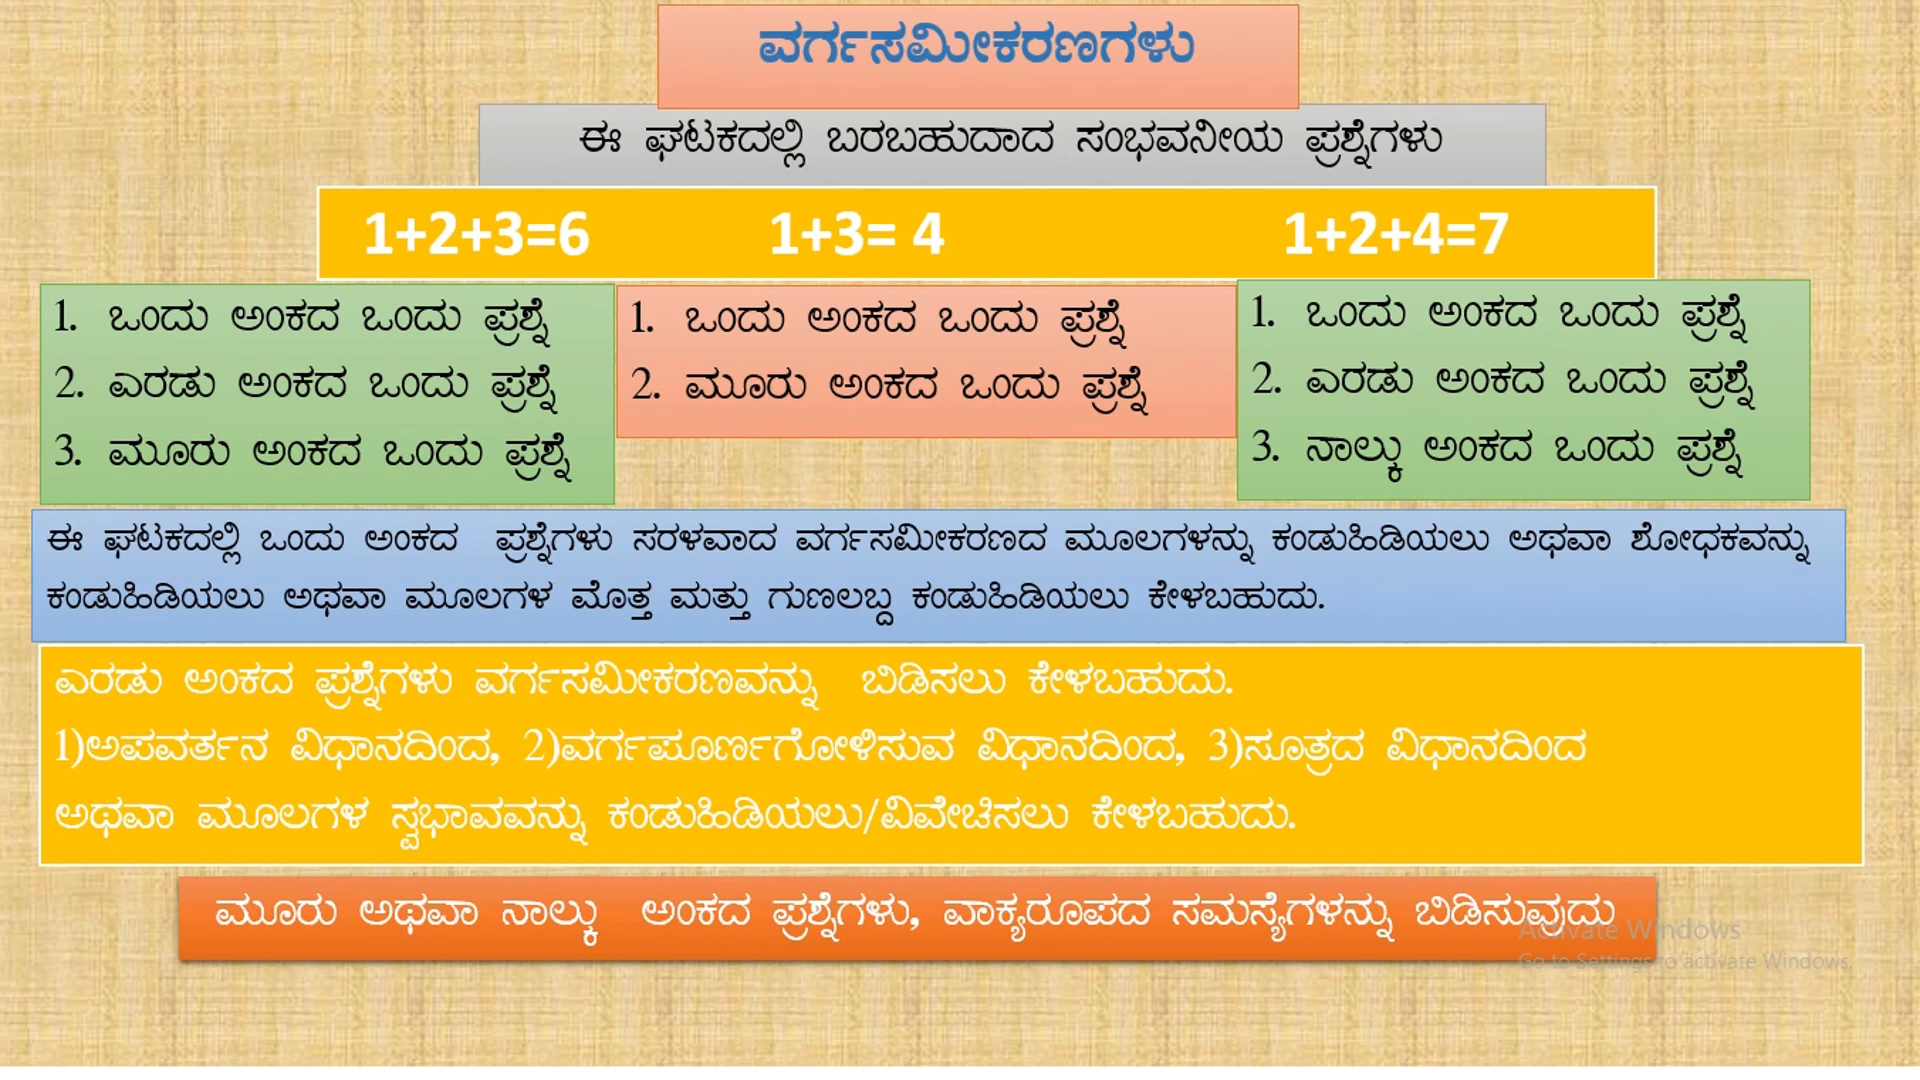 ವರ್ಗಸಮೀಕರಣಗಳು
ಈ ಘಟಕದಲ್ಲಿ ಬರಬಹುದಾದ ಸಂಭವನೀಯ ಪ್ರಶ್ನೆಗಳು
1+2+3=6 1+3= 4 1+2+4=7
1. ಒಂದು ಅಂಕದ ಒಂದು ಪ್ರಶ್ನೆ
2. ಎರಡು ಅಂಕದ ಒಂದು ಪ್ರಶ್ನೆ
3. ಮೂರು ಅಂಕದ ಒಂದು ಪ್ರಶ್ನೆ
1. ಒಂದು ಅಂಕದ ಒಂದು ಪ್ರಶ್ನೆ
2. ಮೂರು ಅಂಕದ ಒಂದು ಪ್ರಶ್ನೆ
1. ಒಂದು ಅಂಕದ ಒಂದು ಪ್ರಶ್ನೆ
2. ಎರಡು ಅಂಕದ ಒಂದು ಪ್ರಶ್ನೆ
3. ನಾಲ್ಕು ಅಂಕದ ಒಂದು ಪ್ರಶ್ನೆ
ಈ ಘಟಕದಲ್ಲಿ ಒಂದು ಅಂಕದ ಪ್ರಶ್ನೆಗಳು ಸರಳವಾದ ವರ್ಗಸಮೀಕರಣದ ಮೂಲಗಳನ್ನು ಕಂಡುಹಿಡಿಯಲು ಅಥವಾ ಶೋಧಕವನ್ನು
ಕಂಡುಹಿಡಿಯಲು ಅಥವಾ ಮೂಲಗಳ ಮೊತ್ತ ಮತ್ತು ಗುಣಲಬ್ದ ಕಂಡುಹಿಡಿಯಲು ಕೇಳಬಹುದು.
ಎರಡು ಅಂಕದ ಪ್ರಶ್ನೆಗಳು ವರ್ಗಸಮೀಕರಣವನ್ನು ಬಿಡಿಸಲು ಕೇಳಬಹುದು.
1)ಅಪವರ್ತನ ವಿಧಾನದಿಂದ, 2)ವರ್ಗಪೂರ್ಣಗೋಳಿಸುವ ವಿಧಾನದಿಂದ, 3)ಸೂತ್ರದ ವಿಧಾನದಿಂದ
ಅಥವಾ ಮೂಲಗಳ ಸ್ವಭಾವವನ್ನು ಕಂಡುಹಿಡಿಯಲು/ವಿವೇಚಿಸಲು ಕೇಳಬಹುದು.
ಮೂರು ಅಥವಾ ನಾಲ್ಕು ಅಂಕದ ಪ್ರಶ್ನೆಗಳು, ವಾಕ್ಯರೂಪದ ಸಮಸ್ಯೆಗಳನ್ನು ಬಿಡಿಸುವುದು
Activate Windows
Go to Settings to activate Windows.